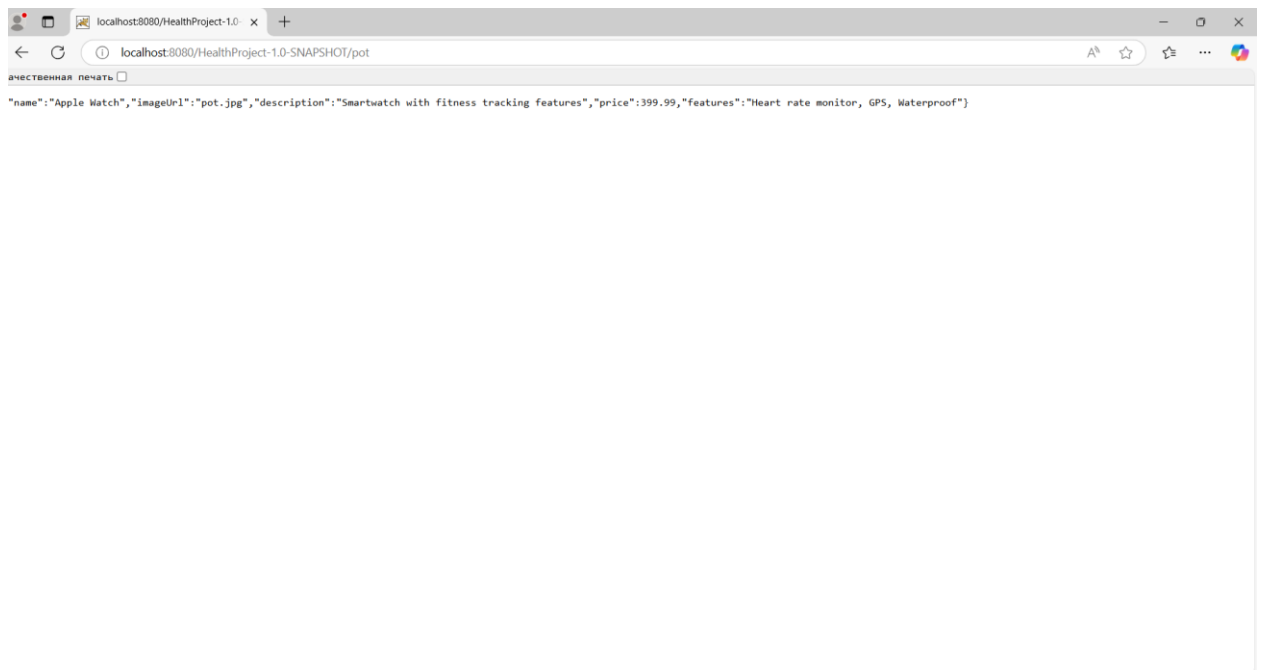 localhost:8080/HealthProject-1.0-
localhost:8080/HealthProject-1.0-SNAPSHOT/pot
ачественная печать
"name":"Apple Watch","imageUrl":"pot.jpg","description":"Smartwatch with fitness tracking features","price":399.99,"features":"Heart rate monitor, GPS, Waterproof"}